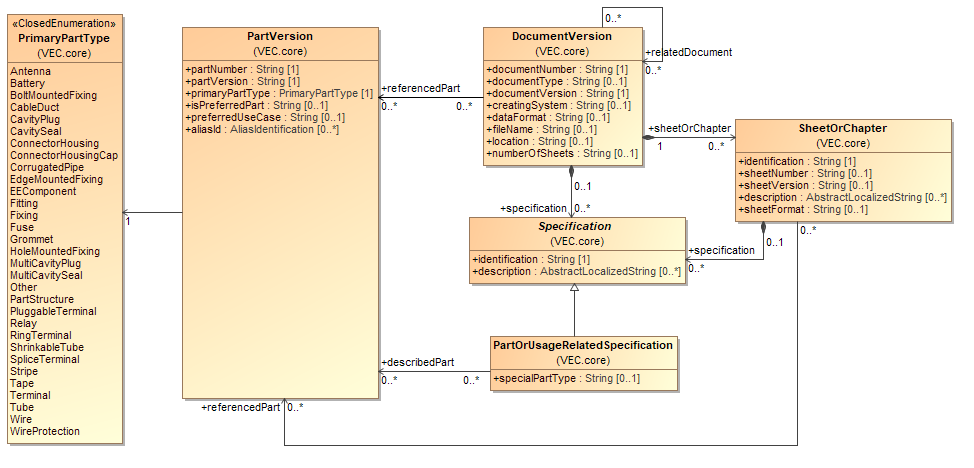 «ClosedEnumeration»
PrimaryPartType
(VEC.core)
Antenna
Battery
BoltMountedFixing
CableDuct
CavityPlug
CavitySeal
ConnectorHousing
ConnectorHousingCap
CorrugatedPipe
EdgeMountedFixing
EEComponent
Fitting
Fixing
Fuse
Grommet
HoleMountedFixing
MultiCavityPlug
MultiCavitySeal
Other
PartStructure
PluggableTerminal
Relay
RingTerminal
ShrinkableTube
SpliceTerminal
Stripe
Tape
Terminal
Tube
Wire
WireProtection
1
PartVersion
(VEC.core)
+partNumber : String [1]
+partVersion : String [1]
+primaryPartType : PrimaryPartType [1]
+isPreferredPart : String [0..1]
+preferredUseCase : String [0..1]
+aliasId : AliasIdentification [0..*]
+referencedPart
0..*
0..*
DocumentVersion
(VEC.core)
+documentNumber : String [1]
+documentType : String [0..1]
+documentVersion : String [1]
+creatingSystem : String [0..1]
+dataFormat : String [0..1]
+fileName : String [0..1]
+location : String [0..1]
+numberOfSheets : String [0..1]
0..*
+relatedDocument
0..*
+sheetOrChapter
1
0..*
SheetOrChapter
(VEC.core)
+identification : String [1]
+sheetNumber : String [0..1]
+sheetVersion : String [0..1]
+description : AbstractLocalizedString [0..*]
+sheetFormat : String [0..1]
0..1
+specification
0..*
Specification
(VEC.core)
+identification : String [1]
+description : AbstractLocalizedString [0..*]
0..*
0..1
+specification
0..*
PartOrUsageRelatedSpecification
(VEC.core)
+specialPartType : String [0..1]
+describedPart
0..*
0..*
+referencedPart
0..*